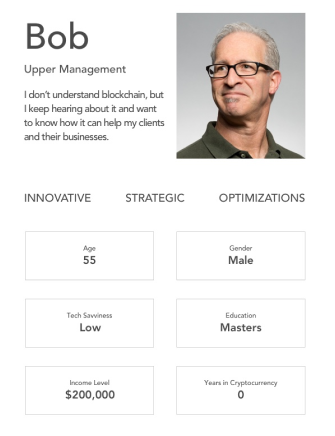 Bob
Upper Management
I don't understand blockchain, but
I keep hearing about it and want
to know how it can help my clients
and their businesses.
INNOVATIVE STRATEGIC OPTIMIZATIONS
Age
55
Gender
Male
Tech Savviness
Low
Education
Masters
Income Level
$200,000
Years in Cryptocurrency
0